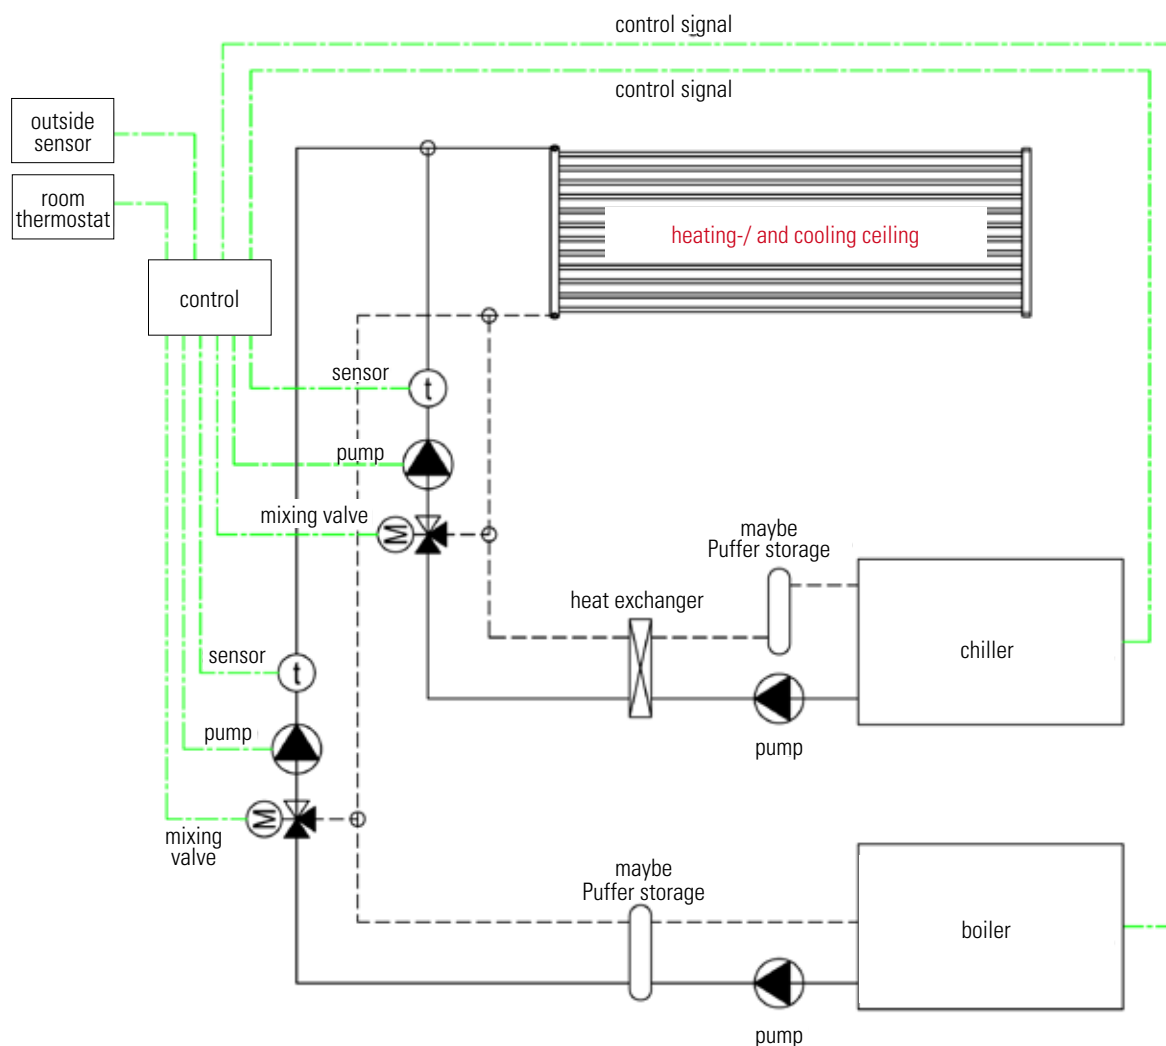 control signal
control signal
outside
sensor
room
thermostat
heating-/ and cooling ceiling
control
sensor
t
pump
mixing valve
M
maybe
Puffer storage
heat exchanger
chiller
sensor
t
pump
pump
M
mixing
valve
maybe
Puffer storage
boiler
pump